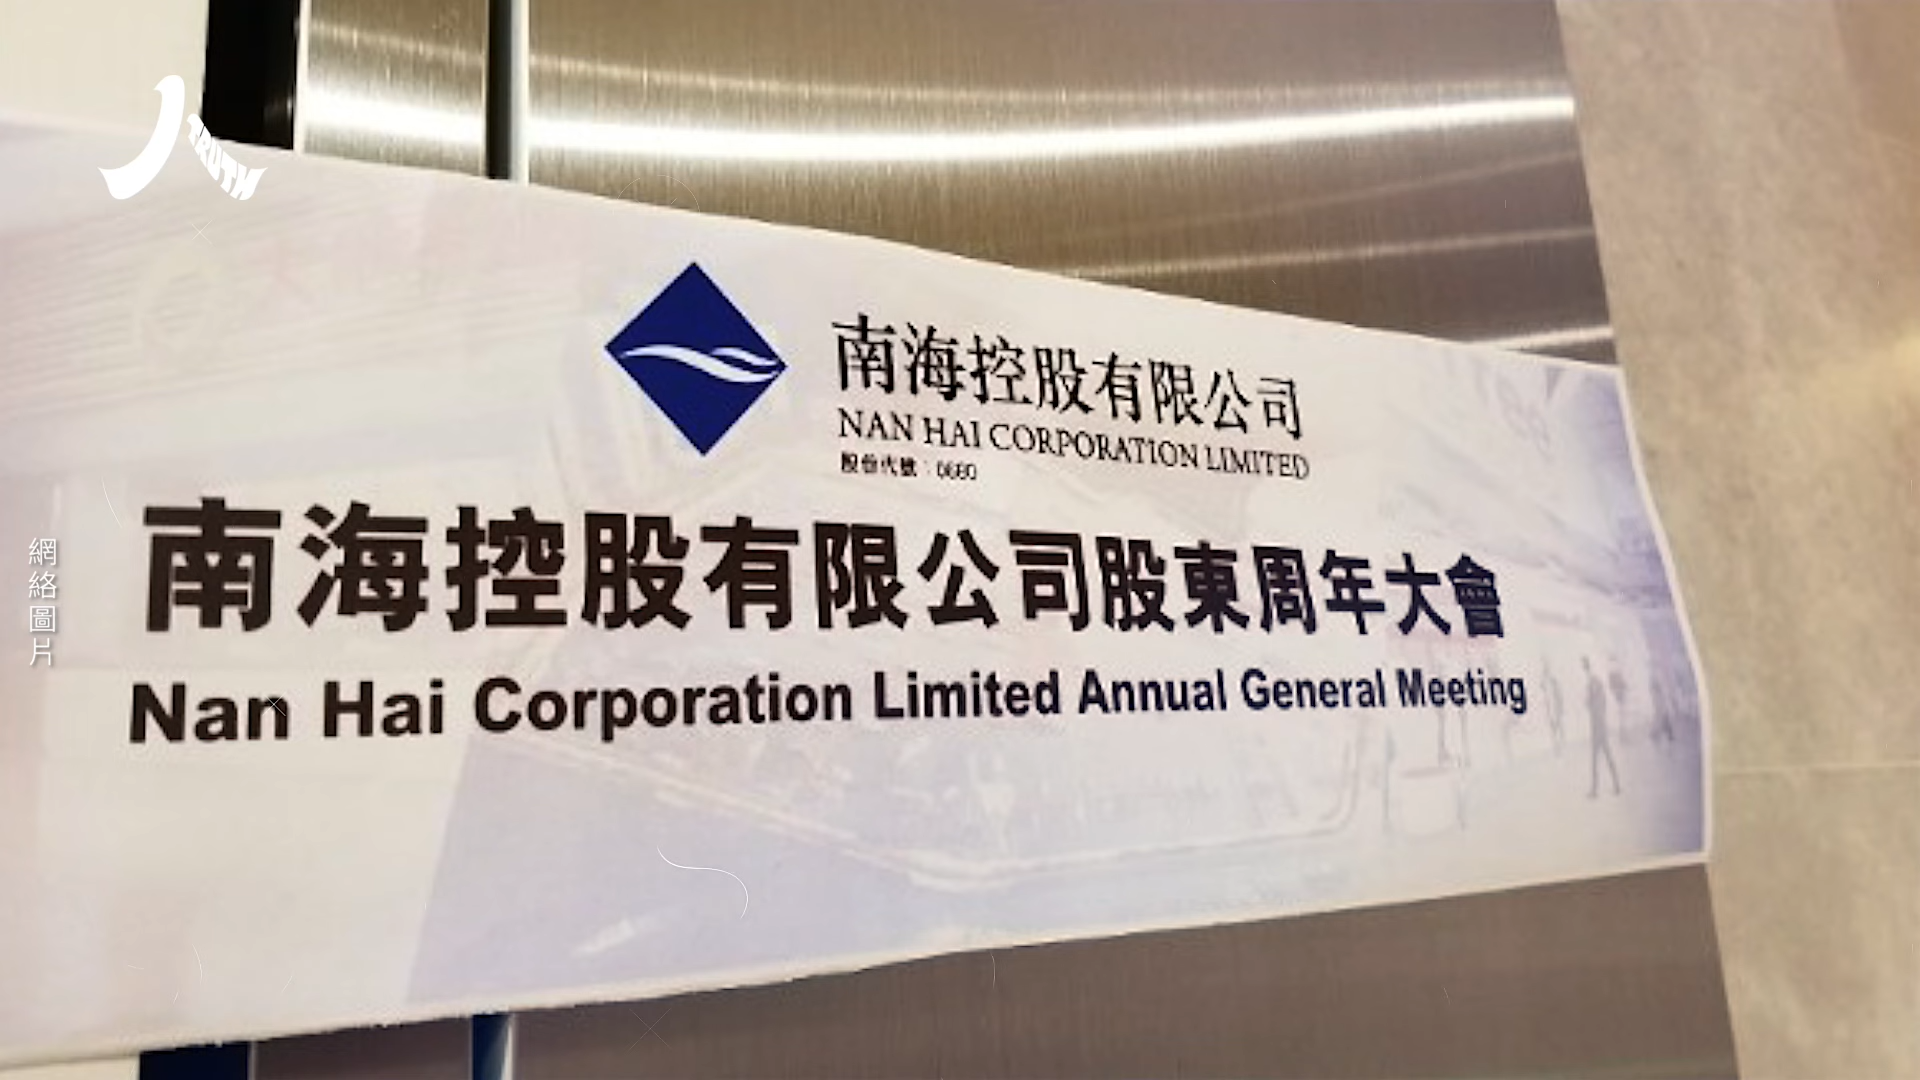 TRUTH
南海控股有限公司
NAN HAI CORPORATION LIMITED
股份代號：0680
南海控股有限公司股東周年大會
Nan Hai Corporation Limited Annual General Meeting
網絡圖片